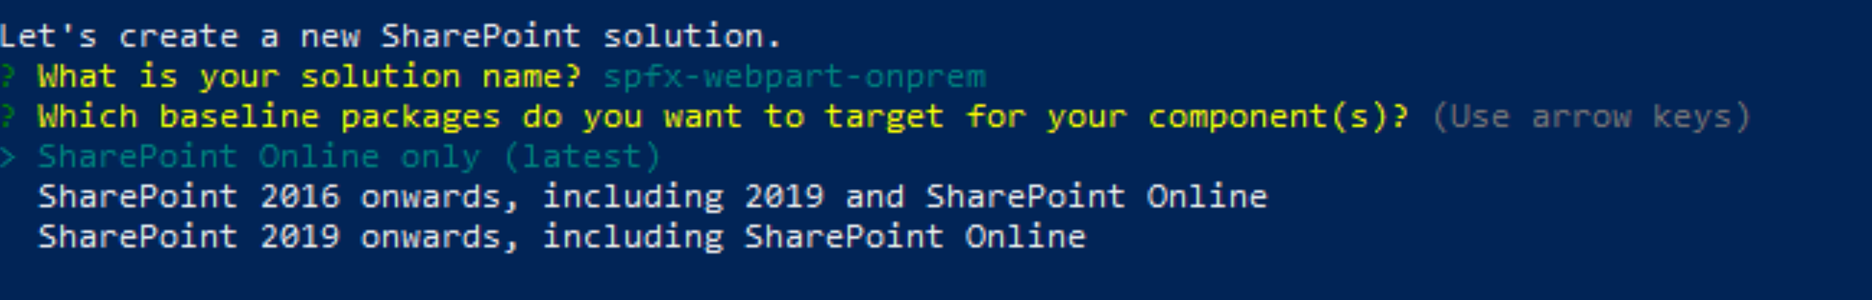 Let's create a new SharePoint solution.
? What is your solution name? spfx-webpart-onprem
? Which baseline packages do you want to target for your component(s)? (Use arrow keys)
> SharePoint Online only (latest)
SharePoint 2016 onwards, including 2019 and SharePoint Online
SharePoint 2019 onwards, including SharePoint Online